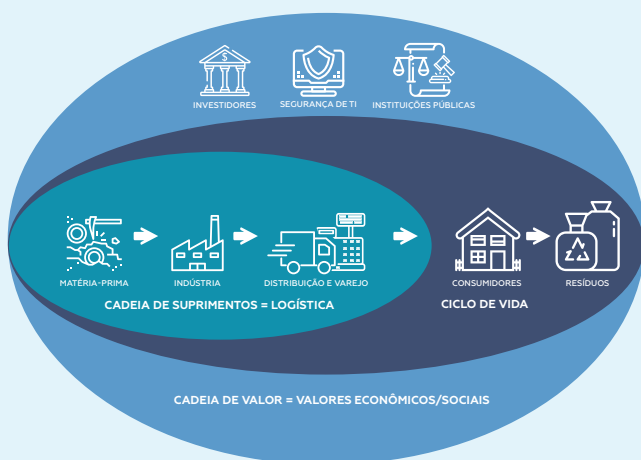 INVESTIDORES
SEGURANÇA DE TI
INSTITUIÇÕES PÚBLICAS
MATÉRIA-PRIMA
INDÚSTRIA
DISTRIBUIÇÃO E VAREJO
CONSUMIDORES
RESÍDUOS
CADEIA DE SUPRIMENTOS = LOGÍSTICA
CICLO DE VIDA
CADEIA DE VALOR = VALORES ECONÔMICOS/SOCIAIS